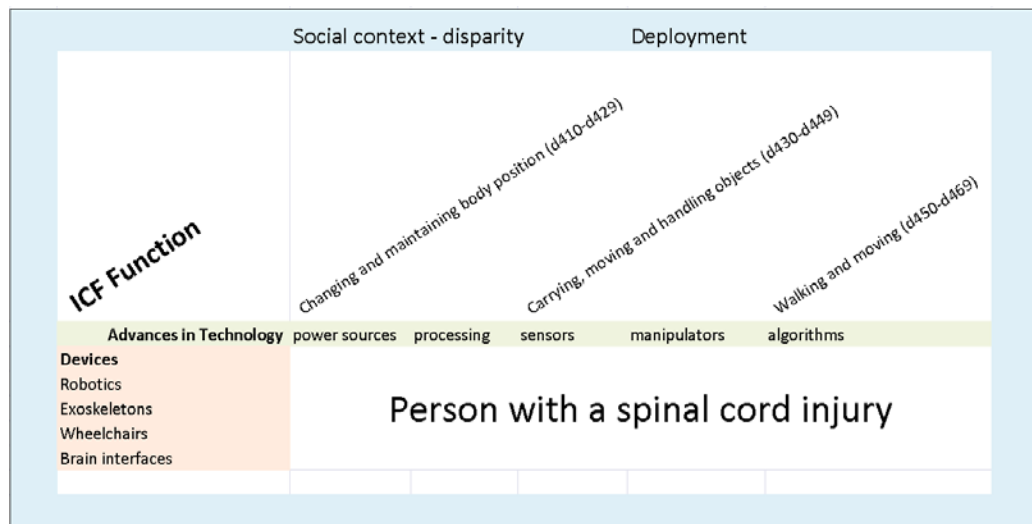 Social context - disparity Deployment
ICF Function
Changing and maintaining body position (d410-d429)
Carrying, moving and handling objects (d430-d449)
Walking and moving (d450-d469)
Advances in Technology power sources processing sensors manipulators algorithms
Devices
Robotics
Exoskeletons
Wheelchairs
Brain interfaces
Person with a spinal cord injury